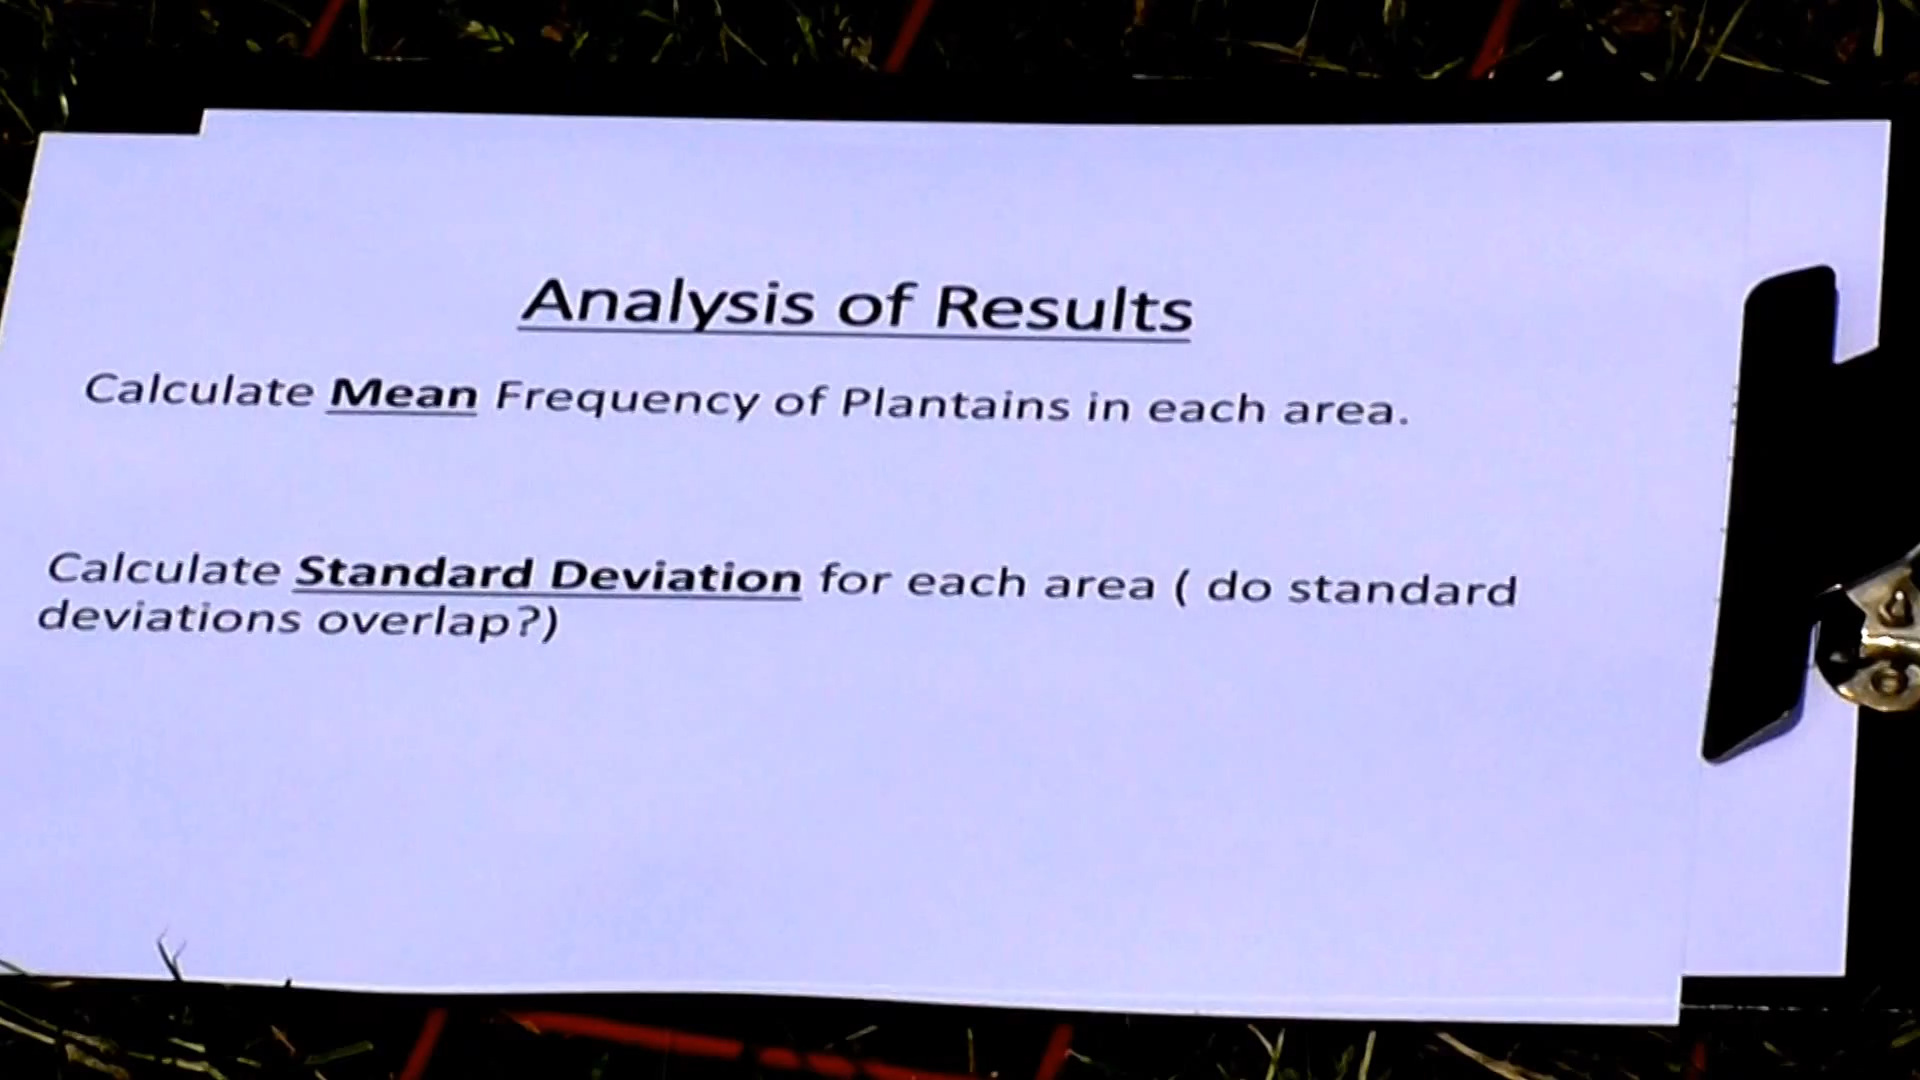 Analysis of Results
Calculate Mean Frequency of Plantains in each area.
Calculate Standard Deviation for each area ( do standard
deviations overlap?)